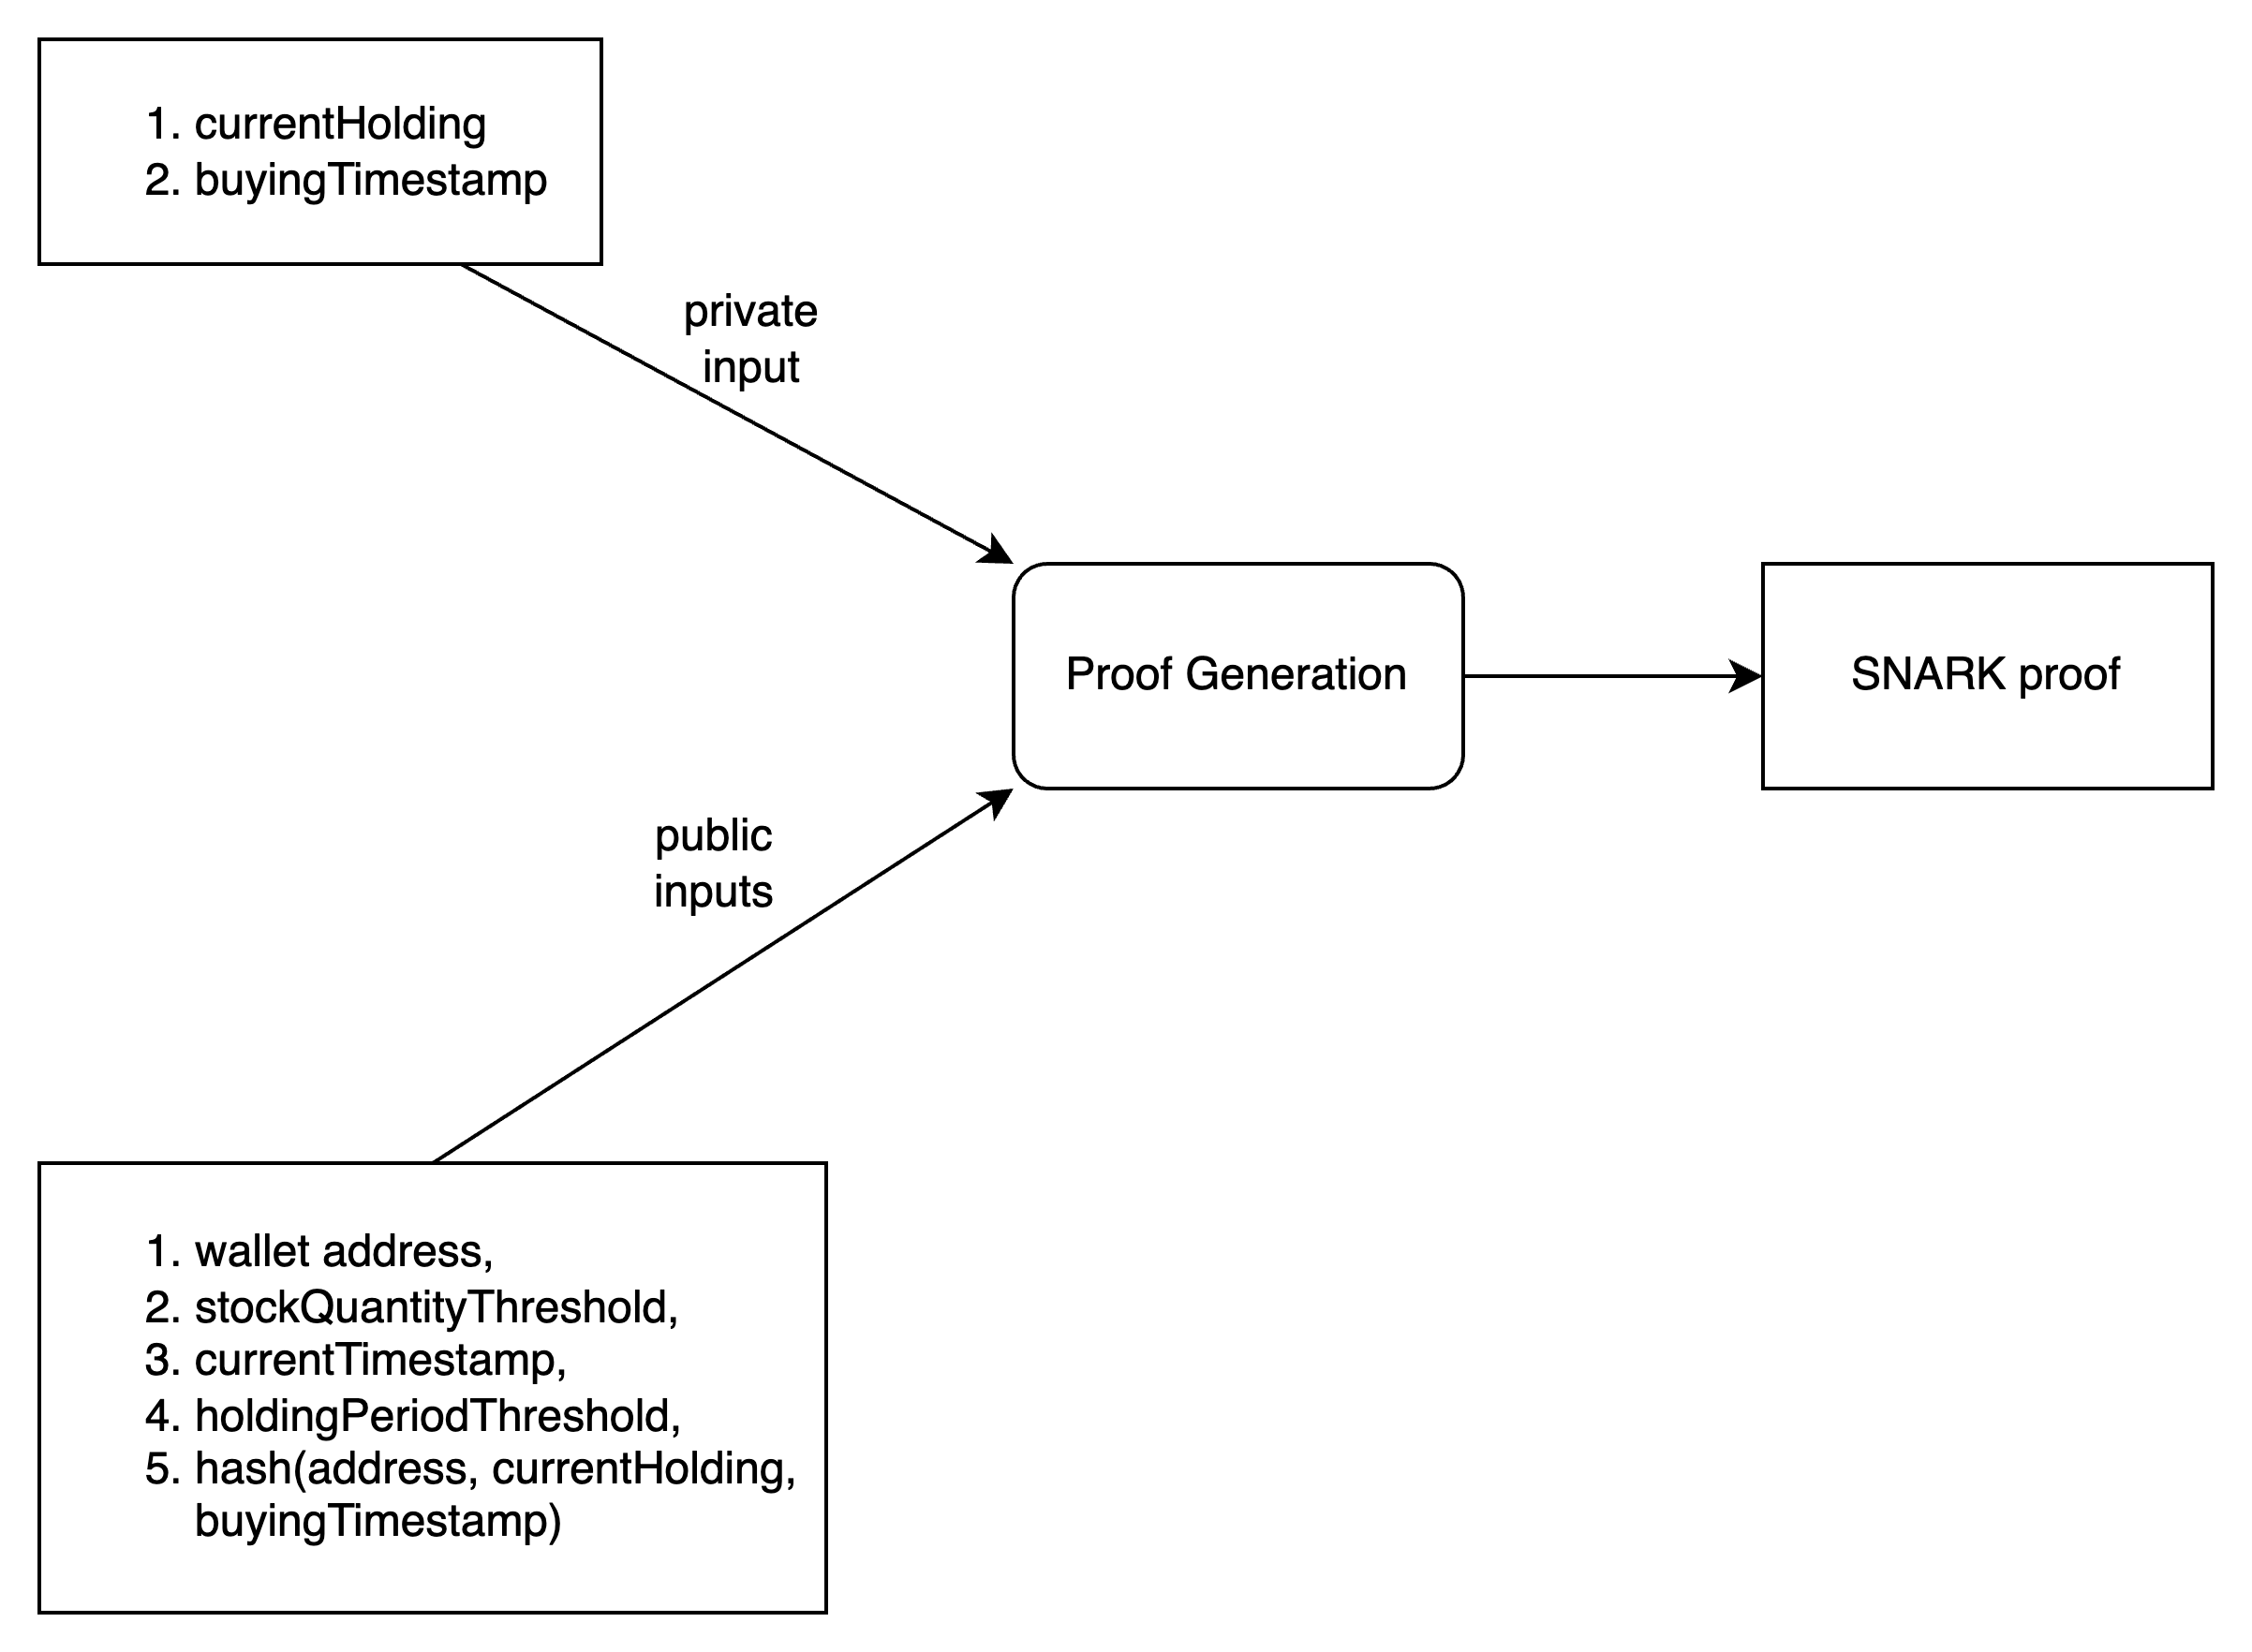 1. currentHolding
2. buyingTimestamp
private
input
Proof Generation
SNARK proof
public
inputs
1. wallet address,
2. stockQuantityThreshold,
3. currentTimestamp,
4. holdingPeriodThreshold,
5. hash(address, currentHolding,
buyingTimestamp)